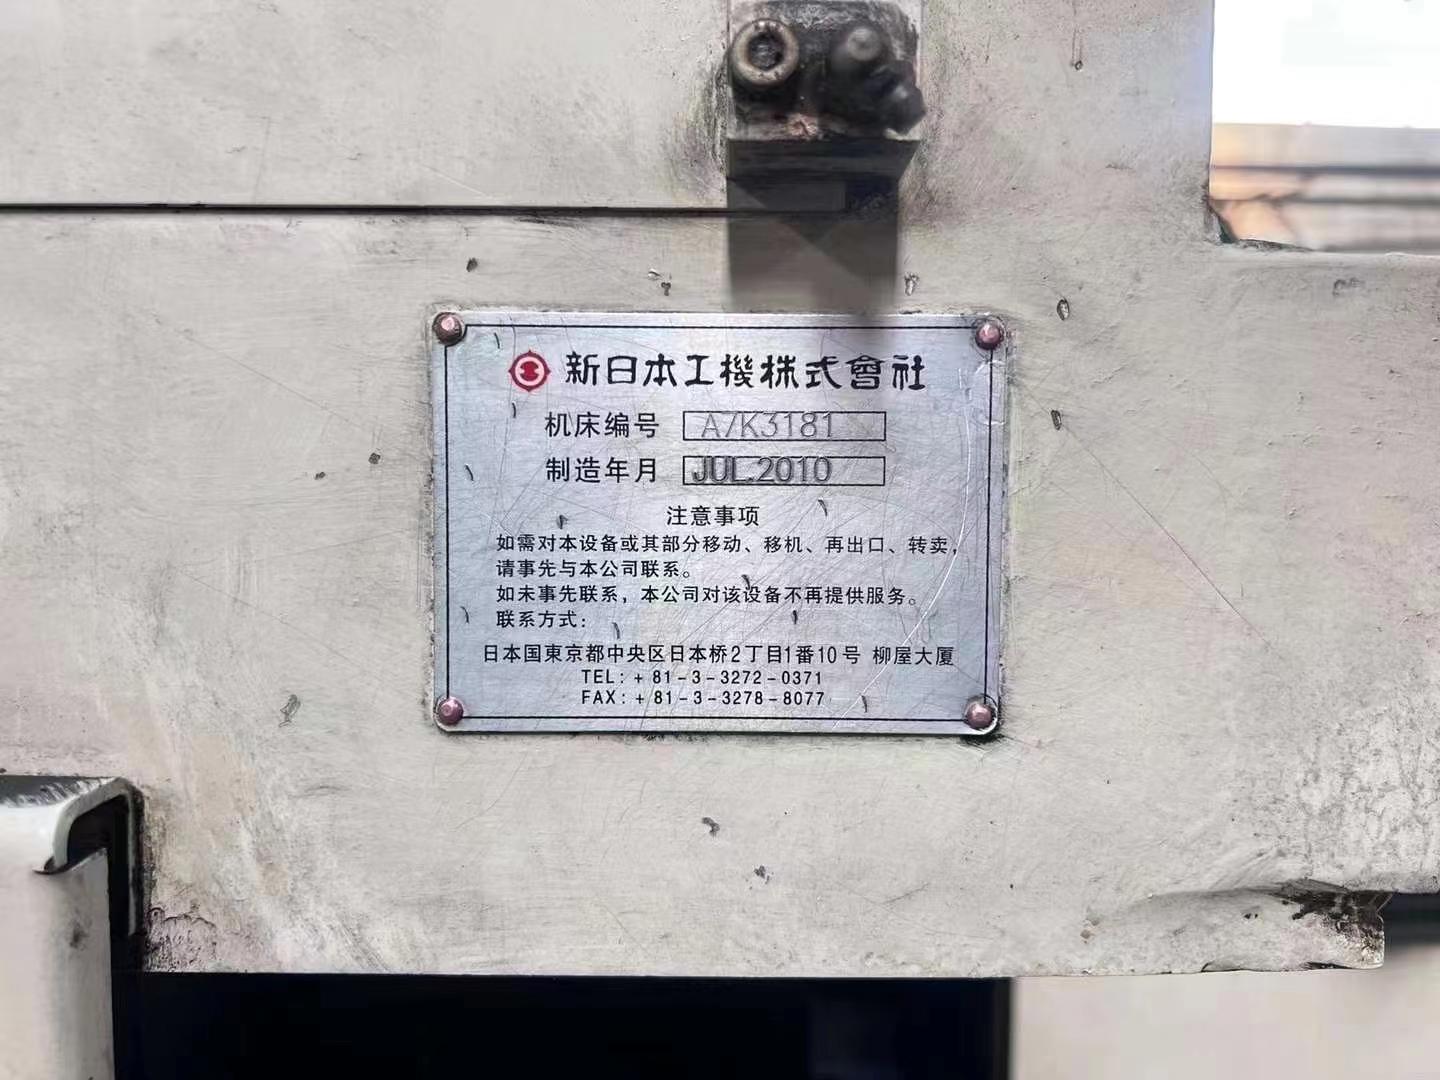 新日本工機株式會社
机床编号 A/K3181
制造年月 JUL.2010
注意事项
如需对本设备或其部分移动、移机、再出口、转卖，
请事先与本公司联系。
如未事先联系，本公司对该设备不再提供服务。
联系方式：
日本国東京都中央区日本桥2丁目1番10号 柳屋大厦
TEL：+ 81－3－3272－0371
FAX：+ 81－3－3278－8077